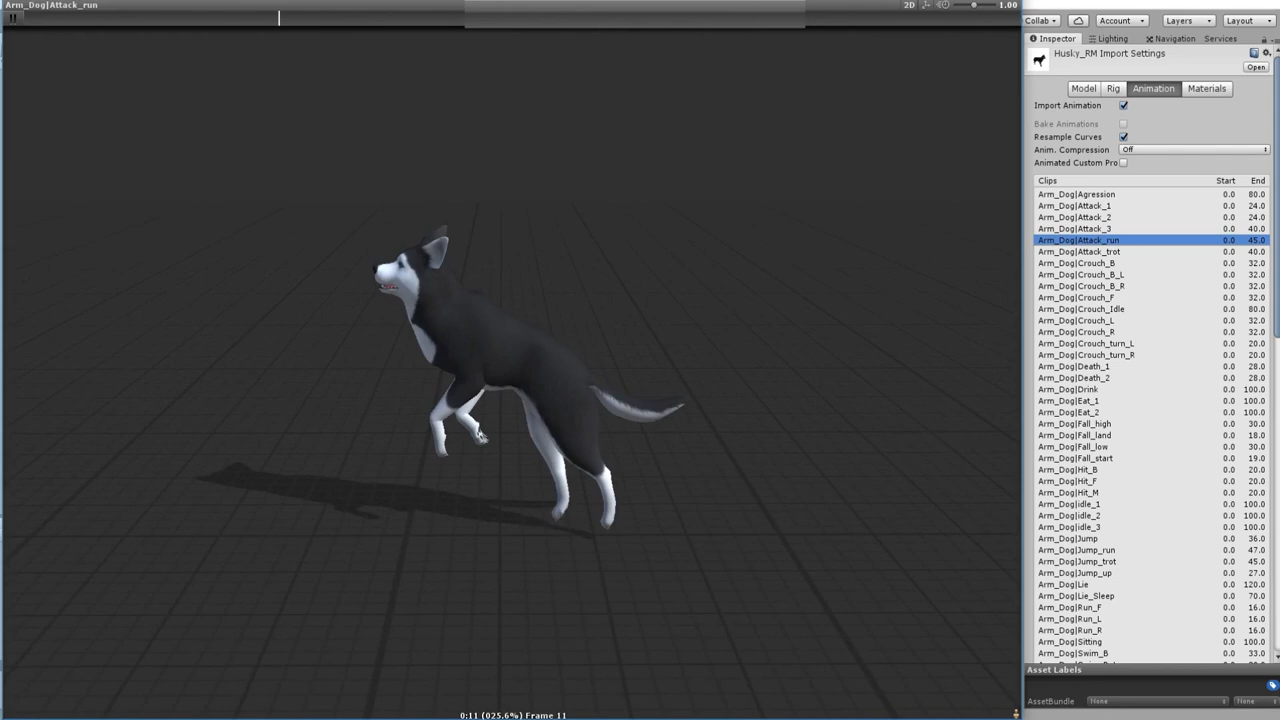 Arm_Dog|Attack_run
2D
1.00
Collab
Account
Layers
Layout
Inspector
Lighting
Navigation
Services
Husky_RM Import Settings
Open
Model
Rig
Animation
Materials
Import Animation
Bake Animations
Resample Curves
Anim. Compression Off
Animated Custom Pro
Clips Start End
Arm_Dog|Agression 0.0 80.0
Arm_Dog|Attack_1 0.0 24.0
Arm_Dog|Attack_2 0.0 24.0
Arm_Dog|Attack_3 0.0 40.0
Arm_Dog|Attack_run 0.0 45.0
Arm_Dog|Attack_trot 0.0 40.0
Arm_Dog|Crouch_B 0.0 32.0
Arm_Dog|Crouch_B_L 0.0 32.0
Arm_Dog|Crouch_B_R 0.0 32.0
Arm_Dog|Crouch_F 0.0 32.0
Arm_Dog|Crouch_Idle 0.0 80.0
Arm_Dog|Crouch_L 0.0 32.0
Arm_Dog|Crouch_R 0.0 32.0
Arm_Dog|Crouch_turn_L 0.0 20.0
Arm_Dog|Crouch_turn_R 0.0 20.0
Arm_Dog|Death_1 0.0 28.0
Arm_Dog|Death_2 0.0 28.0
Arm_Dog|Drink 0.0 100.0
Arm_Dog|Eat_1 0.0 100.0
Arm_Dog|Eat_2 0.0 100.0
Arm_Dog|Fall_high 0.0 30.0
Arm_Dog|Fall_land 0.0 18.0
Arm_Dog|Fall_low 0.0 30.0
Arm_Dog|Fall_start 0.0 19.0
Arm_Dog|Hit_B 0.0 20.0
Arm_Dog|Hit_F 0.0 20.0
Arm_Dog|Hit_M 0.0 20.0
Arm_Dog|idle_1 0.0 100.0
Arm_Dog|idle_2 0.0 100.0
Arm_Dog|idle_3 0.0 100.0
Arm_Dog|Jump 0.0 36.0
Arm_Dog|Jump_run 0.0 47.0
Arm_Dog|Jump_trot 0.0 45.0
Arm_Dog|Jump_up 0.0 27.0
Arm_Dog|Lie 0.0 120.0
Arm_Dog|Lie_Sleep 0.0 70.0
Arm_Dog|Run_F 0.0 16.0
Arm_Dog|Run_L 0.0 16.0
Arm_Dog|Run_R 0.0 16.0
Arm_Dog|Sitting 0.0 100.0
Arm_Dog|Swim_B 0.0 33.0
Asset Labels
AssetBundle None None
0:11 (025.6%) Frame 11